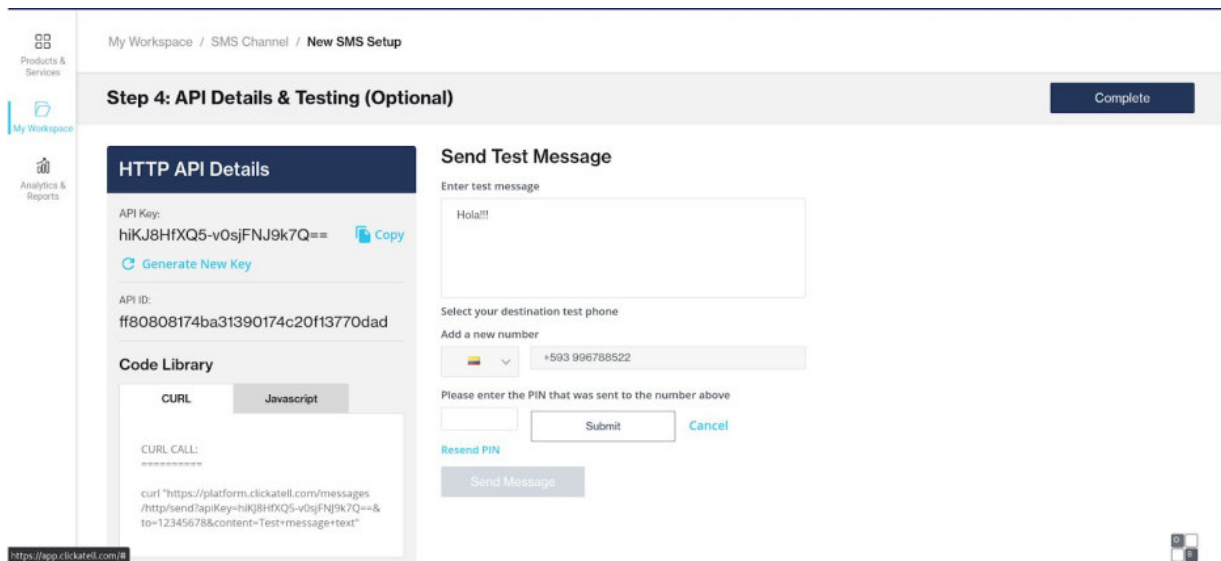 Products &
Services
My Workspace
Analytics &
Reports
My Workspace / SMS Channel / New SMS Setup
Step 4: API Details & Testing (Optional)
Complete
HTTP API Details
API Key:
hiKJ8HfXQ5-v0sjFNJ9k7Q==
Copy
Generate New Key
API ID:
ff80808174ba31390174c20f13770dad
Code Library
CURL
Javascript
CURL CALL:
==========
curl "https://platform.clickatell.com/messages
/http/send?apiKey=hiKJ8HfXQ5-v0sjFNJ9k7Q==&
to=12345678&content=Test+message+text"
Send Test Message
Enter test message
Hola!!!
Select your destination test phone
Add a new number
+593 996788522
Please enter the PIN that was sent to the number above
Submit
Cancel
Resend PIN
Send Message
https://app.clickatell.com/#